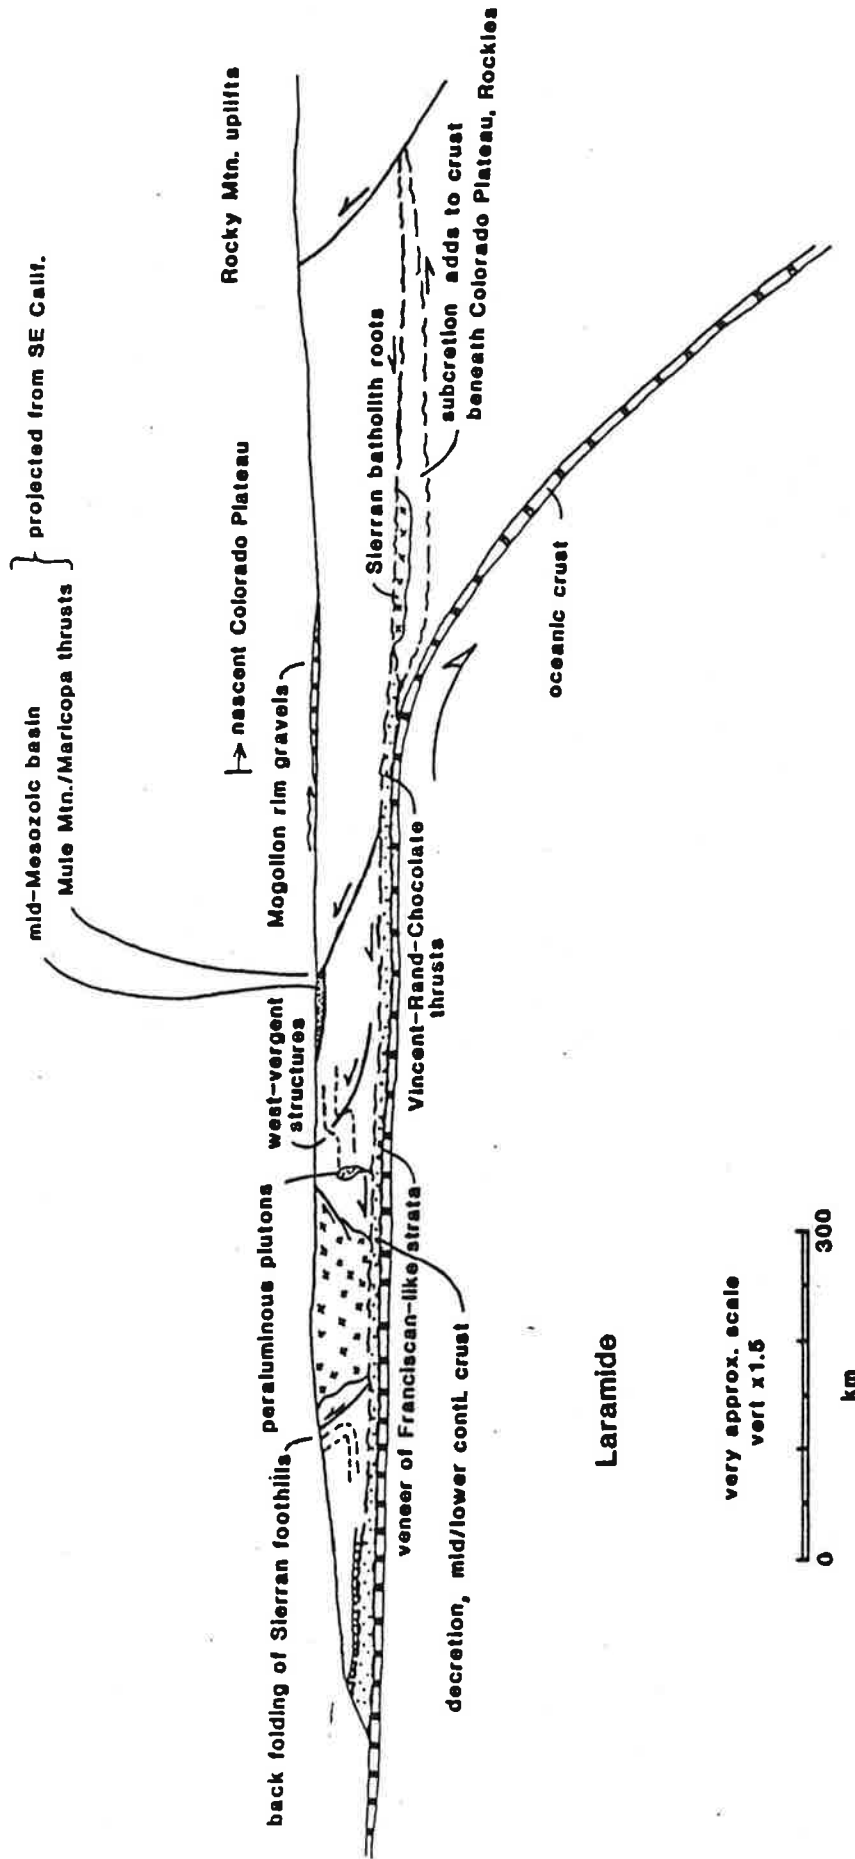 mid-Mesozoic basin
Mule Mtn./Maricopa thrusts
projected from SE Calif.
nascent Colorado Plateau
Rocky Mtn. uplifts
back folding of Sierran foothills
peraluminous plutons
west-vergent
structures
Mogollon rim gravels
Sierran batholith roots
subcretion adds to crust
beneath Colorado Plateau, Rockies
veneer of Franciscan-like strata
Vincent-Rand-Chocolate
thrusts
decretion, mid/lower contl. crust
oceanic crust
Laramide
very approx. scale
vert x1.5
0
300
km